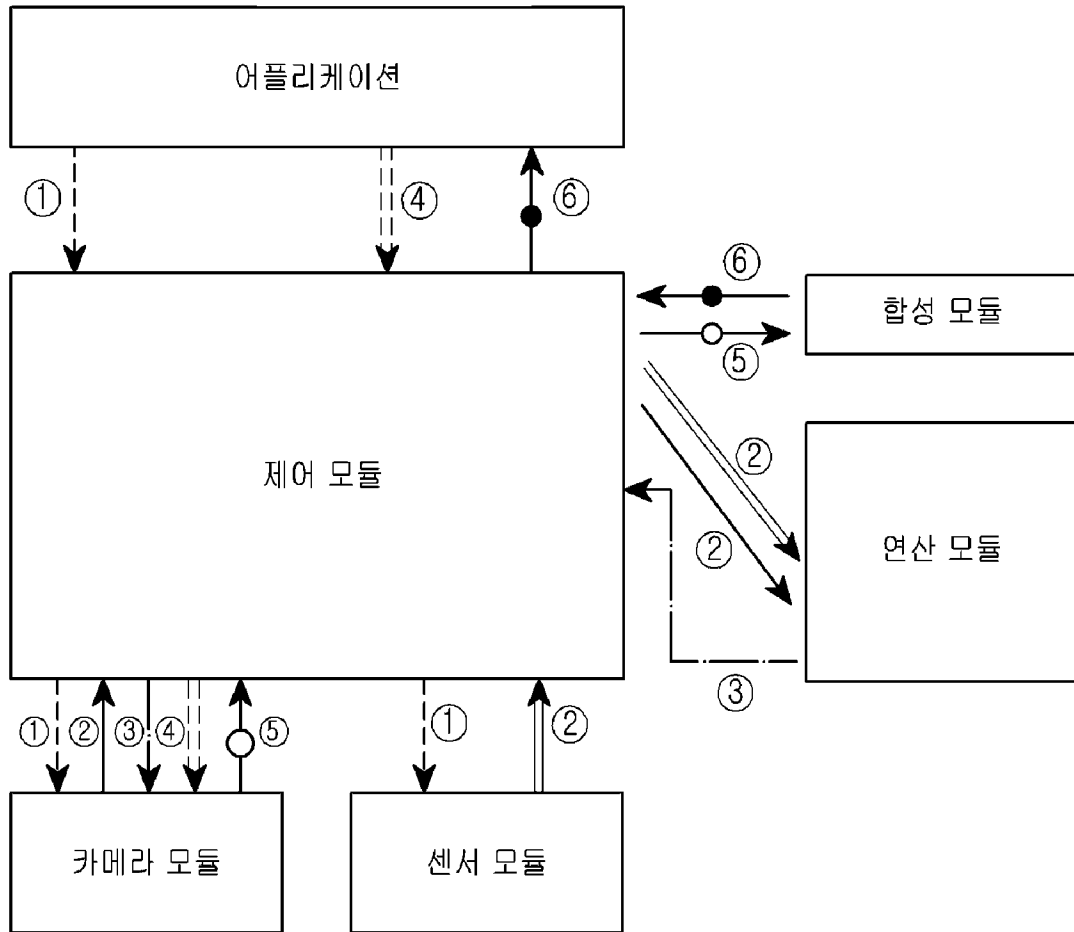 어플리케이션
① ④ ⑥
⑥
합성 모듈
⑤
제어 모듈
②
②
연산 모듈
③
① ② ③ ④ ⑤ ① ②
카메라 모듈
센서 모듈